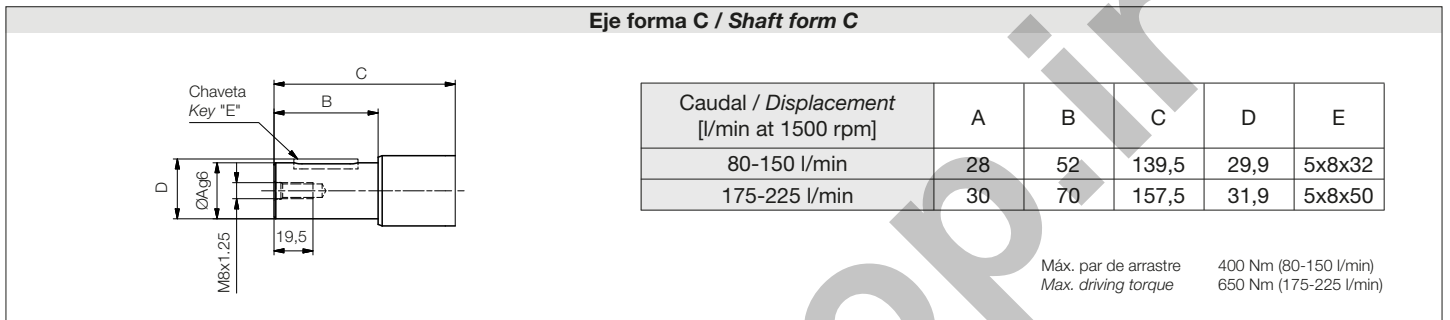 Eje forma C / Shaft form C
C
Chaveta
Key "E"
B
D
ØAg6
M8x1.25
19,5
Caudal / Displacement
[l/min at 1500 rpm] A B C D E
80-150 l/min 28 52 139,5 29,9 5x8x32
175-225 l/min 30 70 157,5 31,9 5x8x50
Máx. par de arrastre 400 Nm (80-150 l/min)
Max. driving torque 650 Nm (175-225 l/min)
op.ir